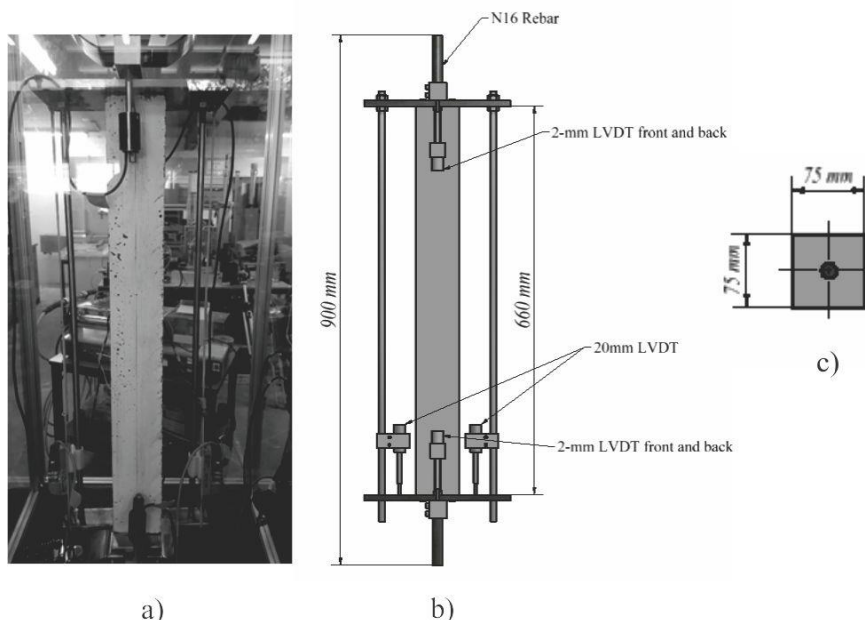 N16 Rebar
2-mm LVDT front and back
75 mm
75 mm
900 mm
660 mm
20mm LVDT
c)
2-mm LVDT front and back
a)
b)